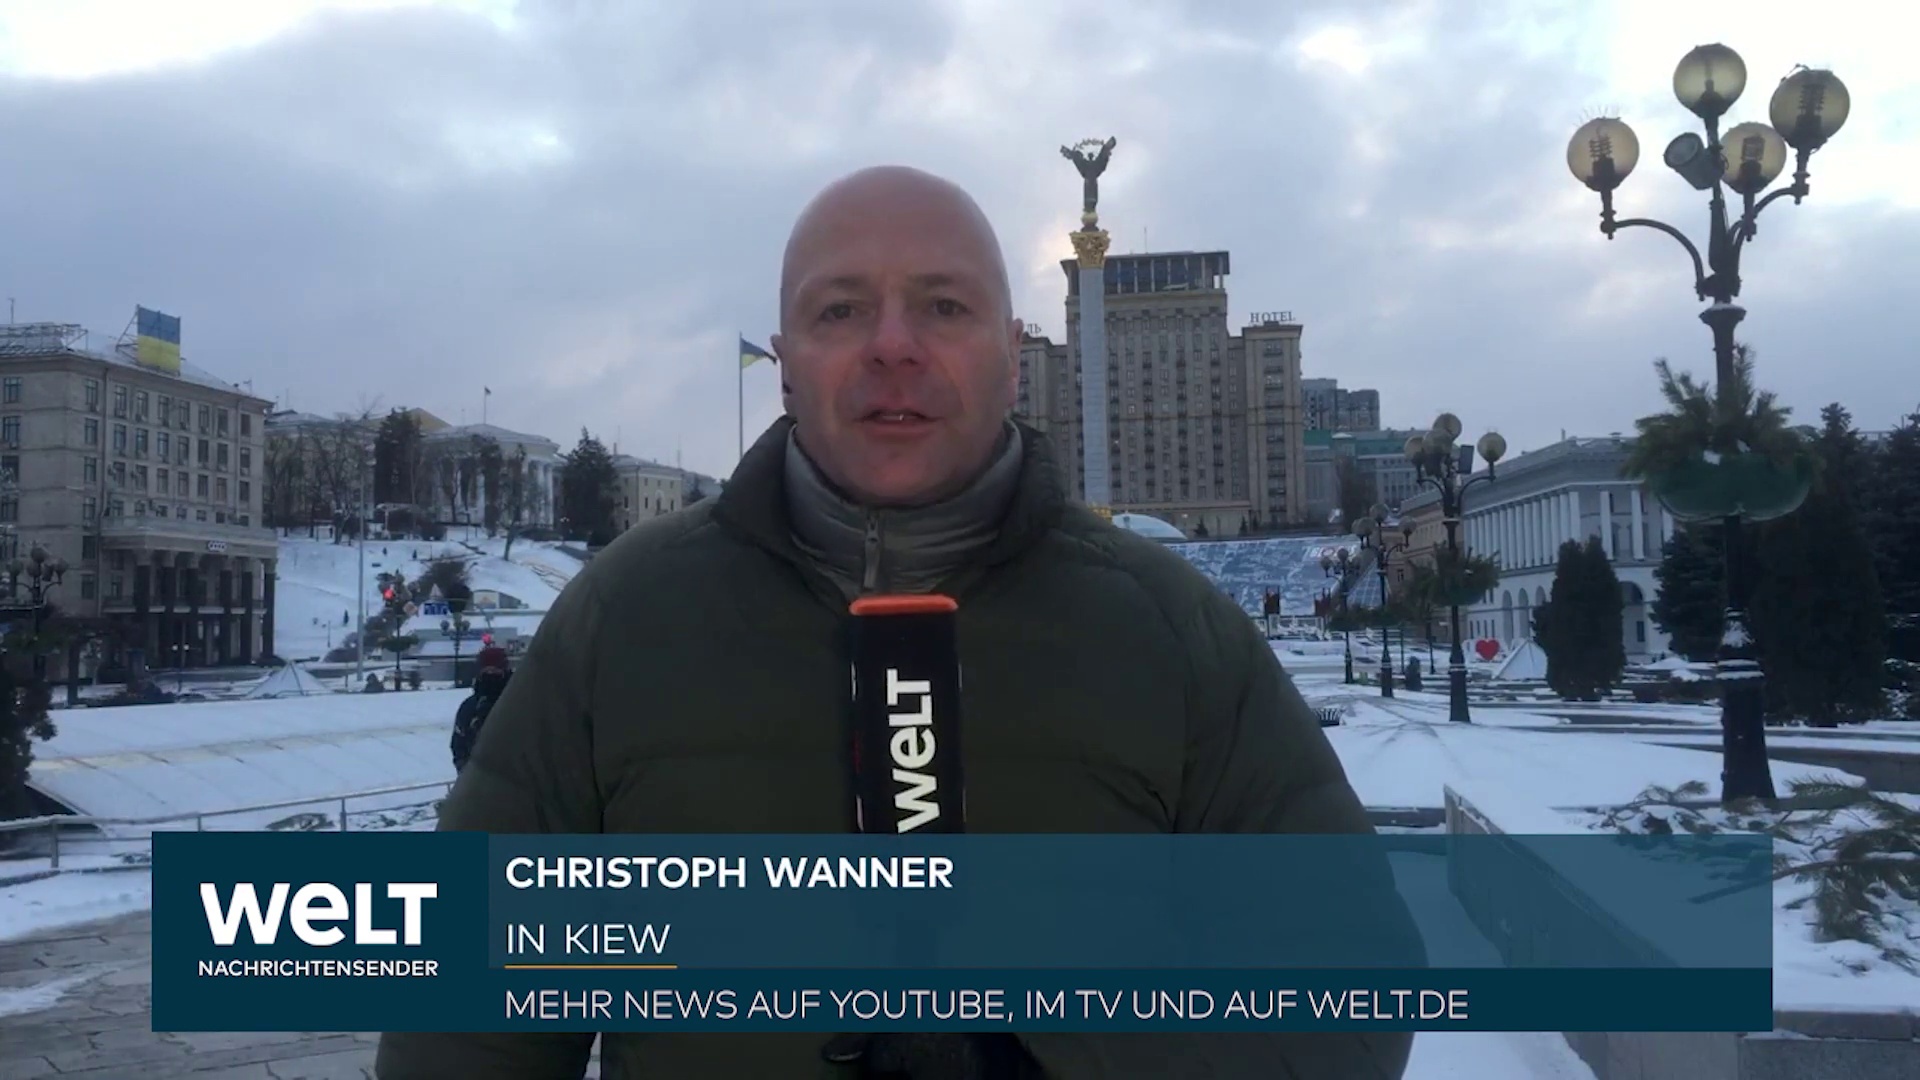 HOTEL
WELT
CHRISTOPH WANNER
IN KIEW
WELT
NACHRICHTENSENDER
MEHR NEWS AUF YOUTUBE, IM TV UND AUF WELT.DE